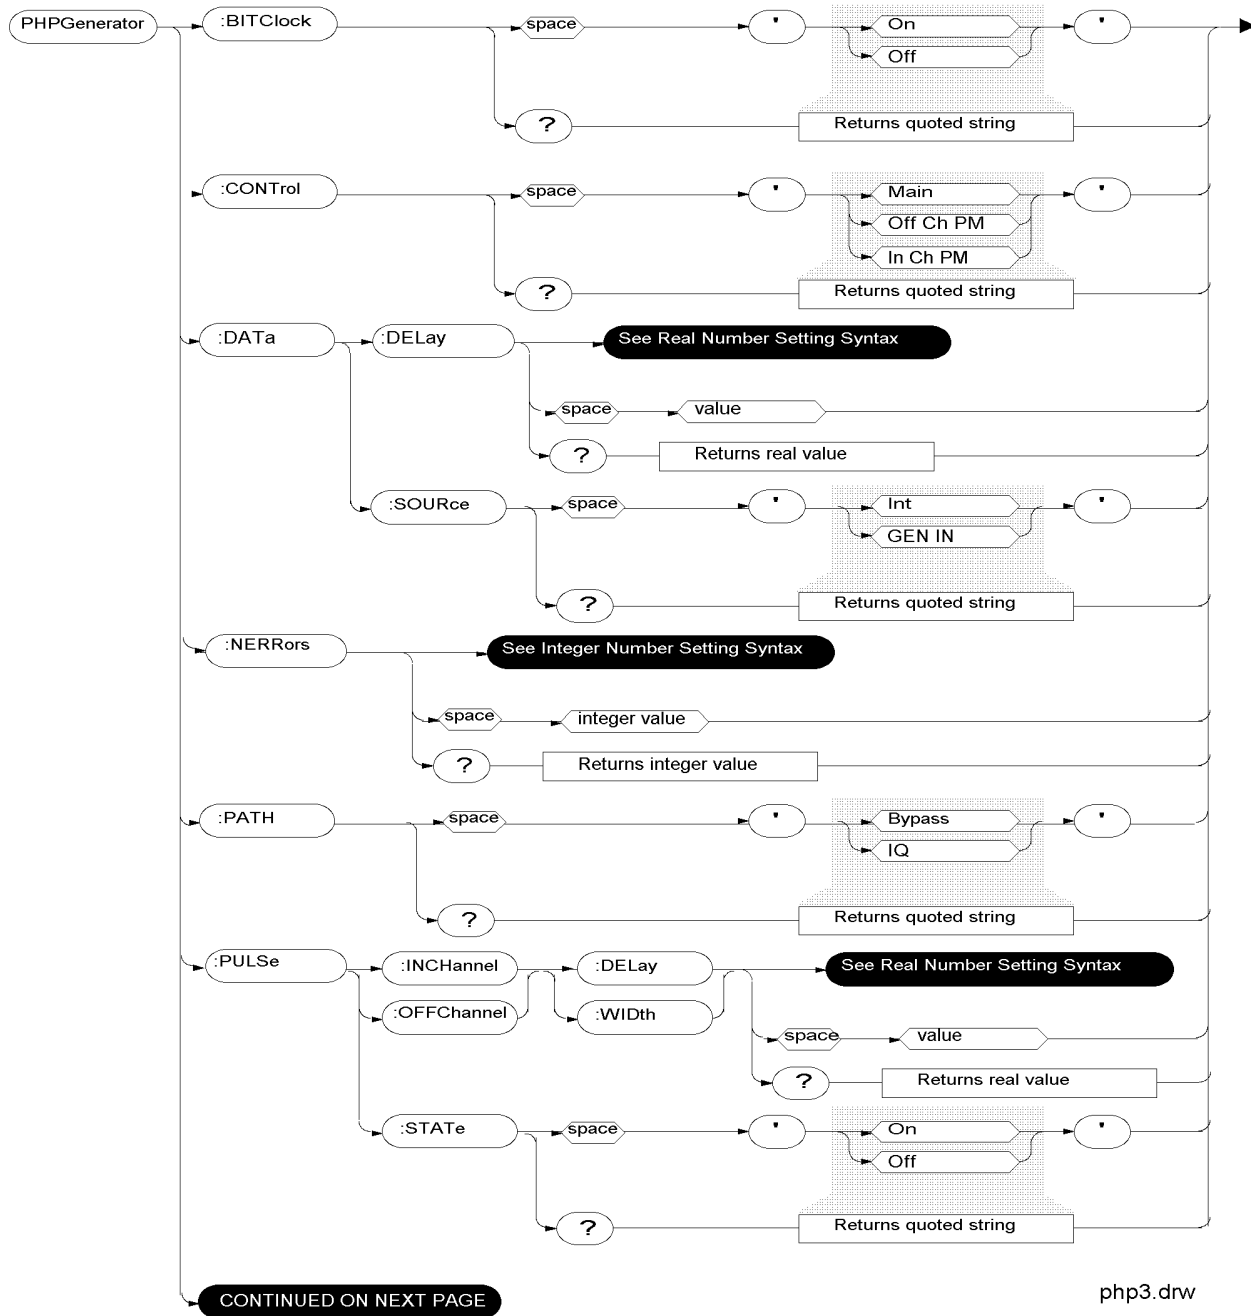 PHPGenerator :BITClock space ' On '
Off
? Returns quoted string
:CONTrol space ' Main '
Off Ch PM
In Ch PM
? Returns quoted string
:DATa :DELay See Real Number Setting Syntax
space value
? Returns real value
:SOURce space ' Int '
GEN IN
? Returns quoted string
:NERRors See Integer Number Setting Syntax
space integer value
? Returns integer value
:PATH space ' Bypass '
IQ
? Returns quoted string
:PULSe :INCHannel :DELay See Real Number Setting Syntax
:OFFChannel :WIDth
space value
? Returns real value
:STATe space ' On '
Off
? Returns quoted string
CONTINUED ON NEXT PAGE
php3.drw